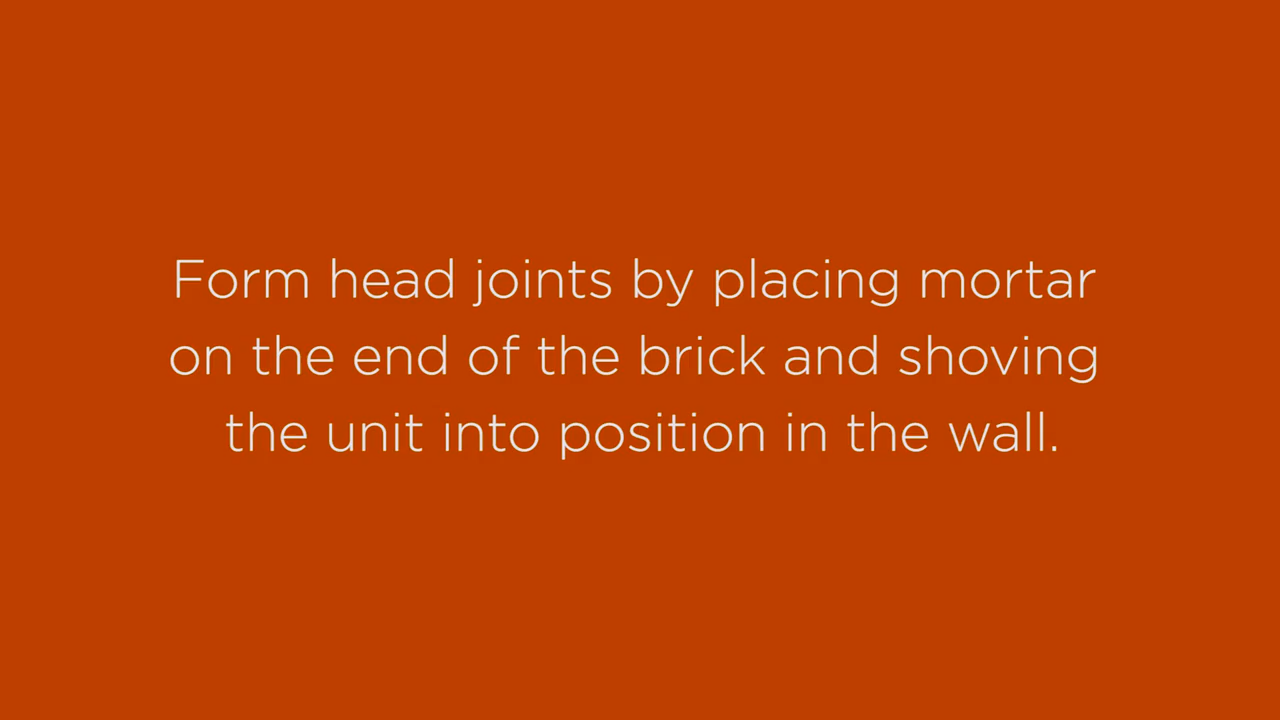 Form head joints by placing mortar
on the end of the brick and shoving
the unit into position in the wall.